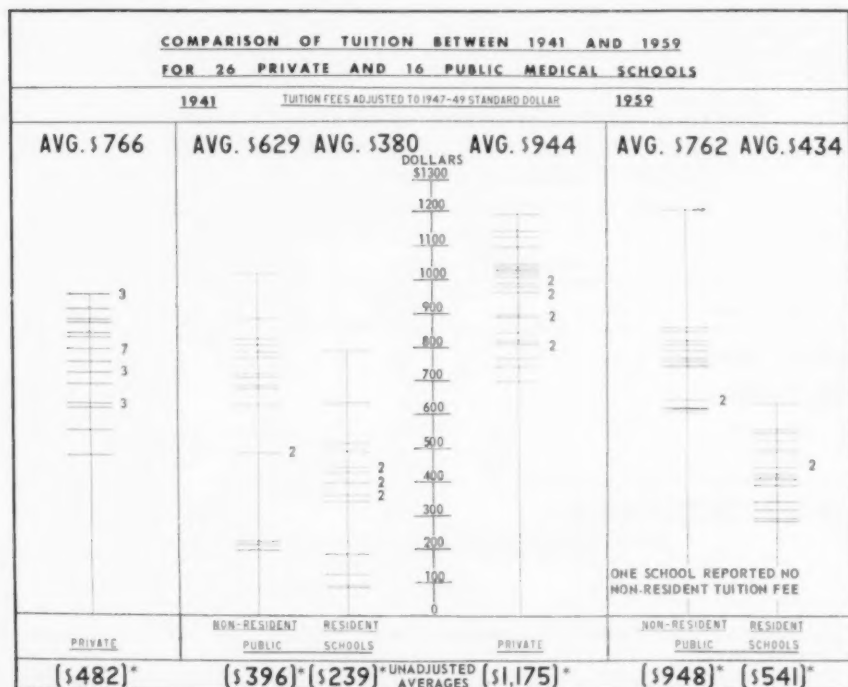 COMPARISON OF TUITION BETWEEN 1941 AND 1959
FOR 26 PRIVATE AND 16 PUBLIC MEDICAL SCHOOLS
1941 TUITION FEES ADJUSTED TO 1947-49 STANDARD DOLLAR 1959
AVG. $766 AVG. $629 AVG. $380 AVG. $944 AVG. $762 AVG. $434
DOLLARS
$1300
1200
1100
1000
900
800
700
600
500
400
300
200
100
0
3
7
3
3
2
2
2
2
2
2
2
2
2
2
ONE SCHOOL REPORTED NO
NON-RESIDENT TUITION FEE
PRIVATE
NON-RESIDENT RESIDENT
PUBLIC SCHOOLS
PRIVATE
NON-RESIDENT RESIDENT
PUBLIC SCHOOLS
($482)* ($396)* ($239)* UNADJUSTED AVERAGES ($1,175)* ($948)* ($541)*